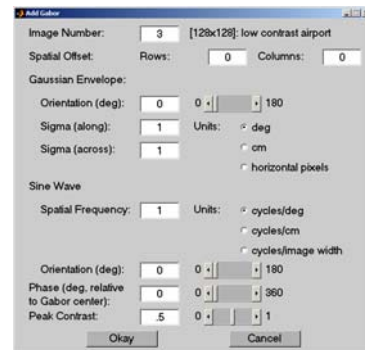 Add Gabor
Image Number: 3 [128x128]: low contrast airport
Spatial Offset: Rows: 0 Columns: 0
Gaussian Envelope:
Orientation (deg): 0 0 180
Sigma (along): 1 Units: deg
Sigma (across): 1 cm
horizontal pixels
Sine Wave
Spatial Frequency: 1 Units: cycles/deg
cycles/cm
cycles/image width
Orientation (deg): 0 0 180
Phase (deg, relative
to Gabor center): 0 0 360
Peak Contrast: .5 0 1
Okay Cancel